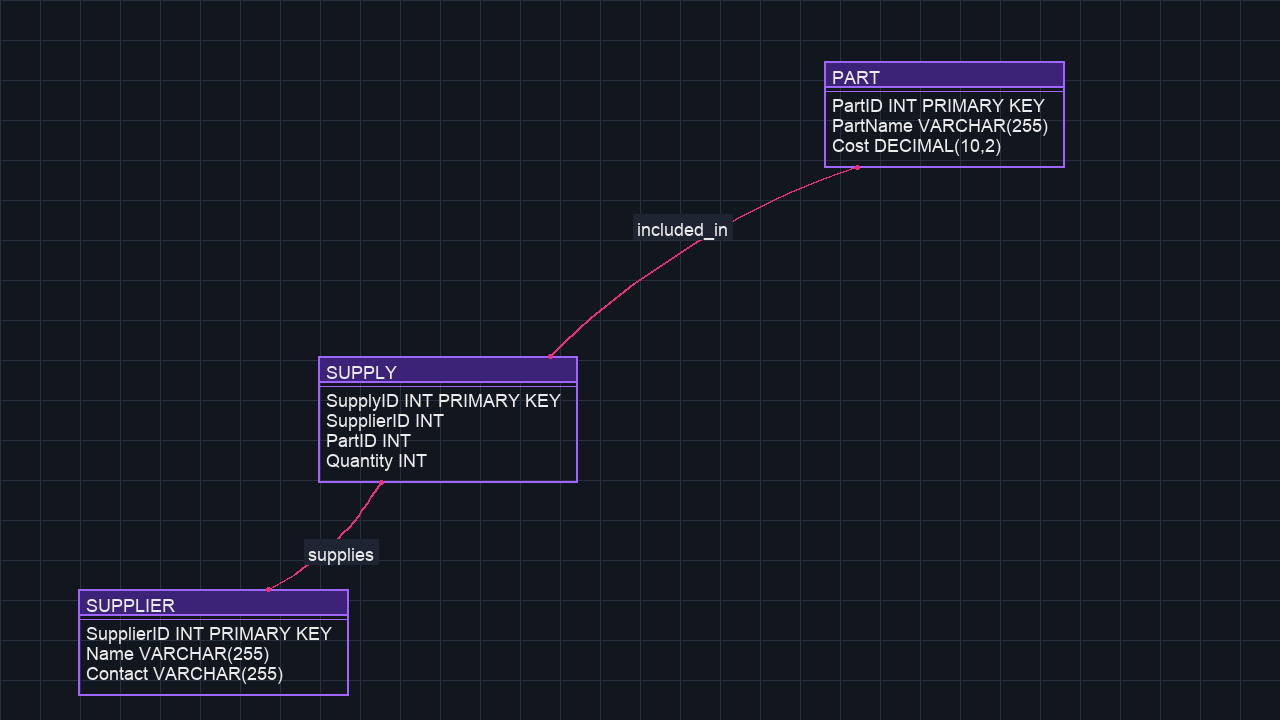 PART
PartID INT PRIMARY KEY
PartName VARCHAR(255)
Cost DECIMAL(10,2)
included_in
SUPPLY
SupplyID INT PRIMARY KEY
SupplierID INT
PartID INT
Quantity INT
supplies
SUPPLIER
SupplierID INT PRIMARY KEY
Name VARCHAR(255)
Contact VARCHAR(255)